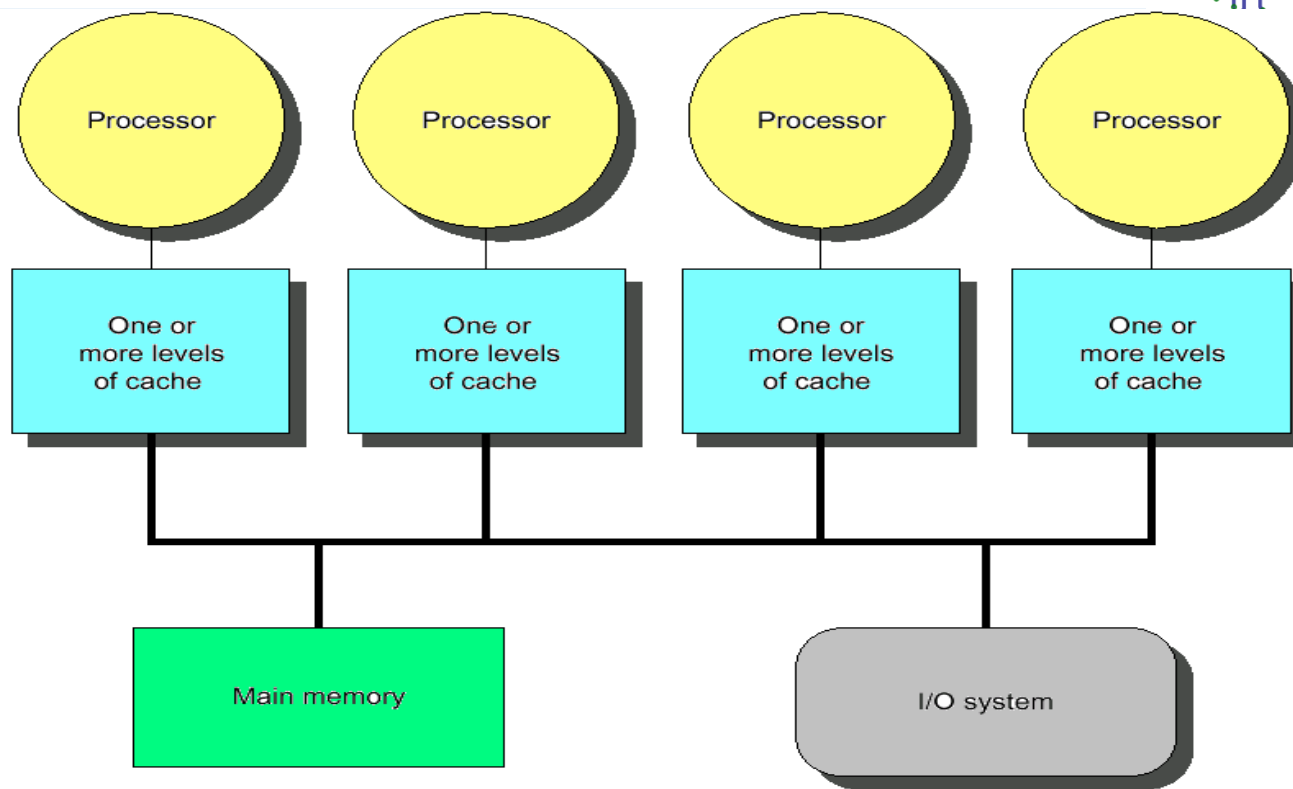 Processor
Processor
Processor
Processor
One or
more levels
of cache
One or
more levels
of cache
One or
more levels
of cache
One or
more levels
of cache
Main memory
I/O system